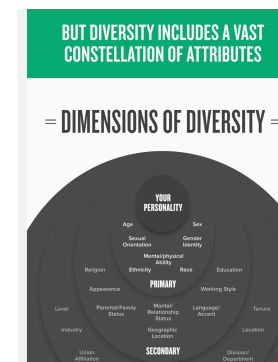 BUT DIVERSITY INCLUDES A VAST
CONSTELLATION OF ATTRIBUTES
DIMENSIONS OF DIVERSITY
YOUR
PERSONALITY
Age
Sex
Sexual
Orientation
Gender
Identity
Mental/physical
Ability
Religion
Ethnicity
Race
Education
Appearance
PRIMARY
Working Style
Level
Parental/Family
Status
Marital/
Relationship
Status
Language/
Accent
Tenure
Industry
Geographic
Location
Location
Union
Affiliation
SECONDARY
Division/
Department